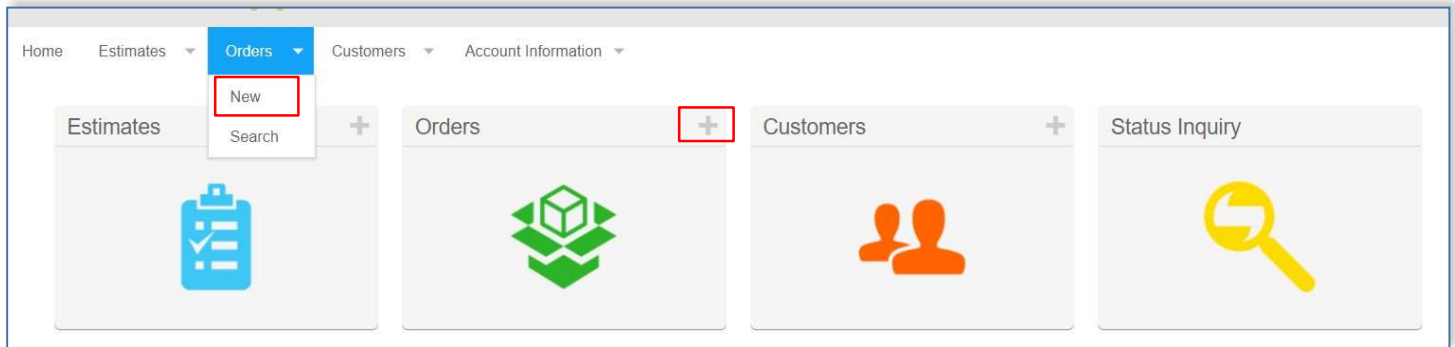 Home Estimates Orders Customers Account Information
New
Search
Estimates Orders Customers Status Inquiry